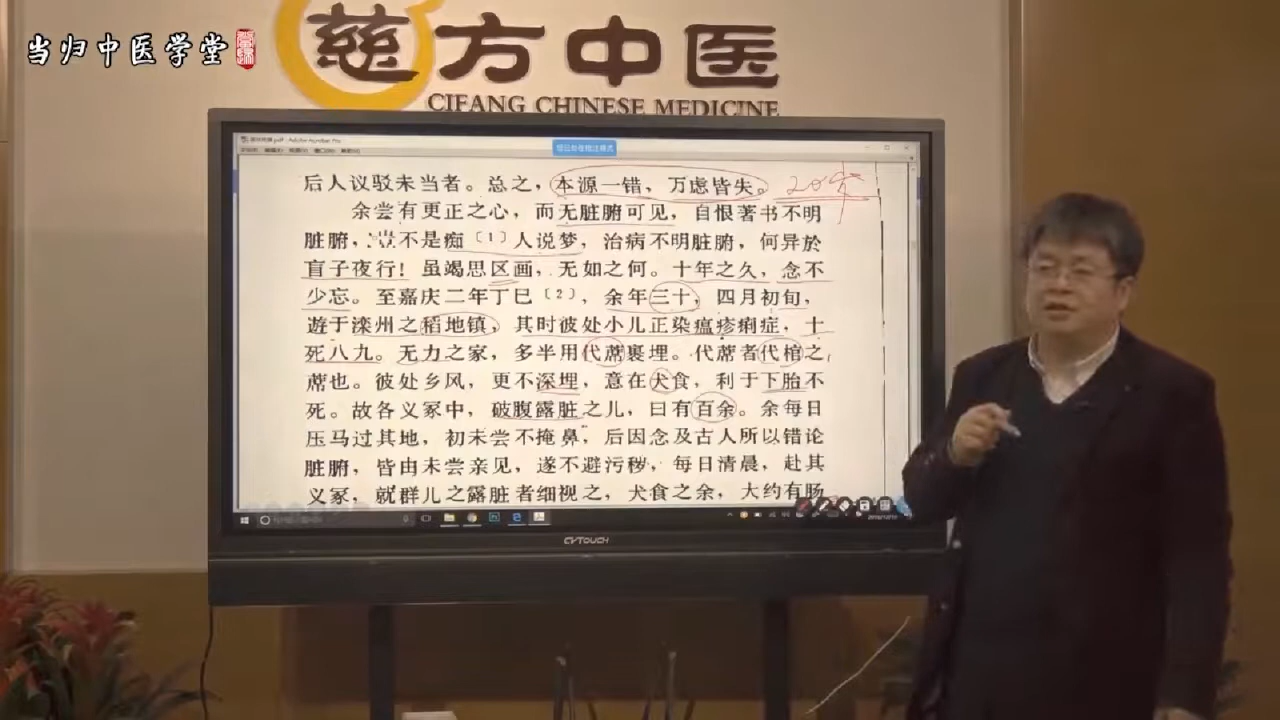 当归中医学堂
慈方中医
CIFANG CHINESE MEDICINE
后人议驳未当者。总之，本源一错，万虑皆失。
20岁
余尝有更正之心，而无脏腑可见，自恨著书不明
脏腑，岂不是痴〔1〕人说梦，治病不明脏腑，何异於
盲子夜行！虽竭思区画，无如之何。十年之久，念不
少忘。至嘉庆二年丁巳〔2〕，余年三十，四月初旬，
遊于滦州之稻地镇，其时彼处小儿正染瘟疹痢症，十
死八九。无力之家，多半用代蓆裹埋。代蓆者代棺之
蓆也。彼处乡风，更不深埋，意在犬食，利于下胎不
死。故各义冢中，破腹露脏之儿，日有百余。余每日
压马过其地，初未尝不掩鼻，后因念及古人所以错论
脏腑，皆由未尝亲见，遂不避污秽，每日清晨，赴其
义冢，就群儿之露脏者细视之，犬食之余，大约有肠
CVTOUCH